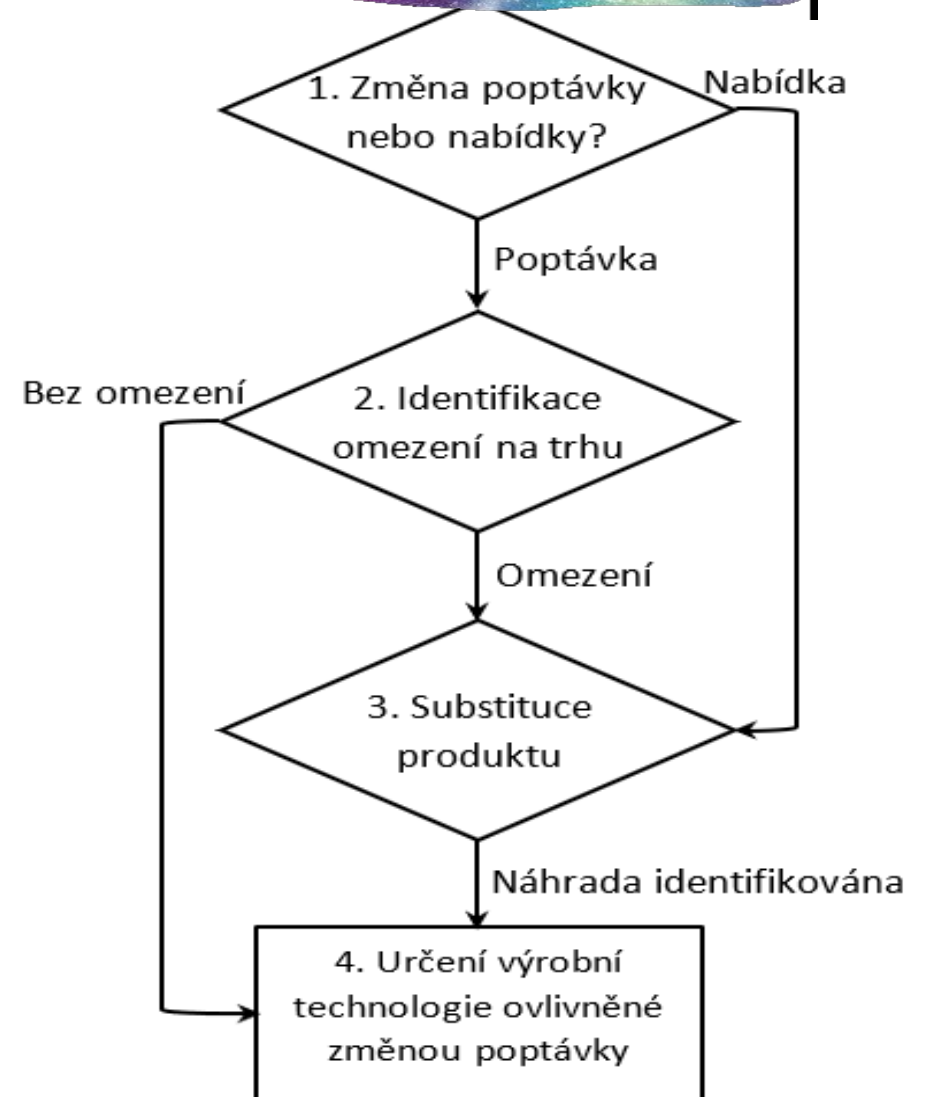 1. Změna poptávky
nebo nabídky?
Nabídka
Poptávka
Bez omezení
2. Identifikace
omezení na trhu
Omezení
3. Substituce
produktu
Náhrada identifikována
4. Určení výrobní
technologie ovlivněné
změnou poptávky